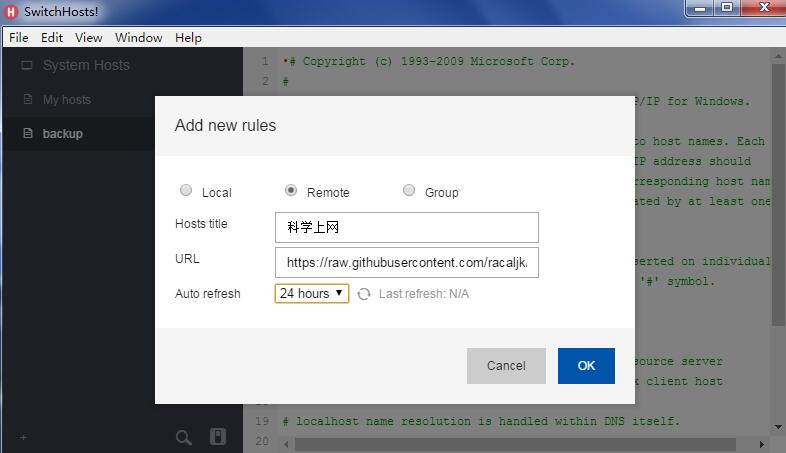 SwitchHosts!
File Edit View Window Help
System Hosts
My hosts
backup
1 # Copyright (c) 1993-2009 Microsoft Corp.
2 #
P/IP for Windows.
to host names. Each
IP address should
rresponding host nam
ated by at least one
serted on individual
'#' symbol.
ource server
x client host
19 # localhost name resolution is handled within DNS itself.
20
Add new rules
Local Remote Group
Hosts title 科学上网
URL https://raw.githubusercontent.com/racaljk/
Auto refresh 24 hours Last refresh: N/A
Cancel OK